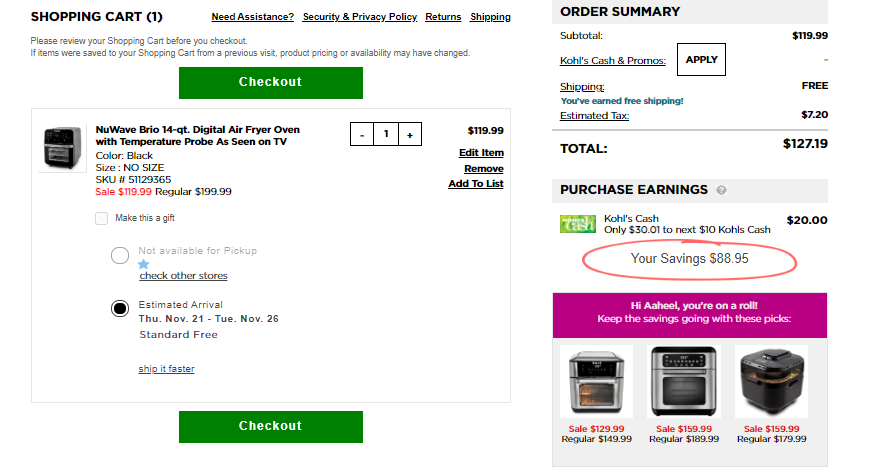 SHOPPING CART (1)
Need Assistance? Security & Privacy Policy Returns Shipping
Please review your Shopping Cart before you checkout.
If items were saved to your Shopping Cart from a previous visit, product pricing or availability may have changed.
Checkout
NuWave Brio 14-qt. Digital Air Fryer Oven
with Temperature Probe As Seen on TV
Color: Black
Size : NO SIZE
SKU # 51129365
Sale $119.99 Regular $199.99
- 1 +
$119.99
Edit Item
Remove
Add To List
Make this a gift
Not available for Pickup
check other stores
Estimated Arrival
Thu. Nov. 21 - Tue. Nov. 26
Standard Free
ship it faster
Checkout
ORDER SUMMARY
Subtotal: $119.99
Kohl's Cash & Promos: APPLY -
Shipping: FREE
You've earned free shipping!
Estimated Tax: $7.20
TOTAL: $127.19
PURCHASE EARNINGS ?
Kohl's Cash $20.00
Only $30.01 to next $10 Kohls Cash
Your Savings $88.95
Hi Aaheel, you're on a roll!
Keep the savings going with these picks:
Sale $129.99 Sale $159.99 Sale $159.99
Regular $149.99 Regular $189.99 Regular $179.99